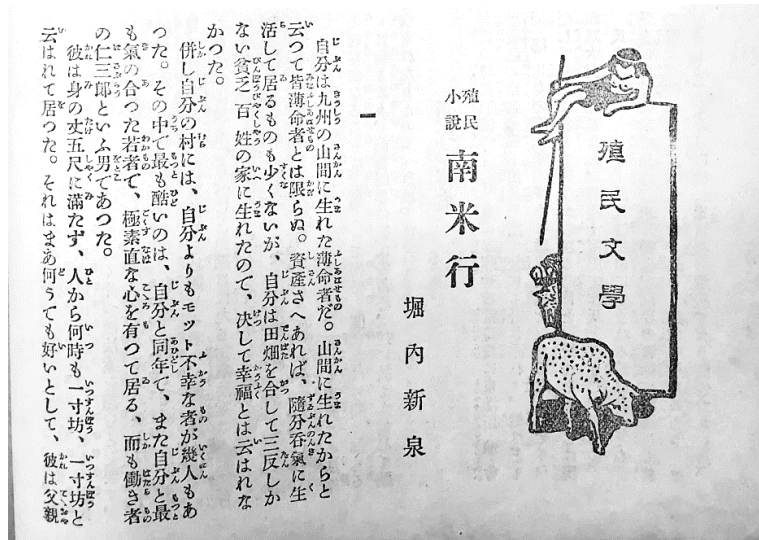 殖民文學
殖民小說
南米行
堀內新泉
一
自分は九州の山間に生れた薄命者だ。山間に生れたからと
云つて皆薄命者とは限らぬ。資產さへあれば、隨分呑氣に生
活して居るものも少くないが、自分は田畑を合して三反しか
ない貧乏百姓の家に生れたので、決して幸福とは云はれな
かつた。
併し自分の村には、自分よりもモット不幸な者が幾人もあ
つた。その中で最も酷いのは、自分と同年で、また自分と最
も氣の合った若者で、極素直な心を有つて居る、而も働き者
の仁三郎といふ男であつた。
彼は身の丈五尺に滿たず、人から何時も一寸坊、一寸坊と
云はれて居つた。それはまあ何うても好いとして、彼は父親